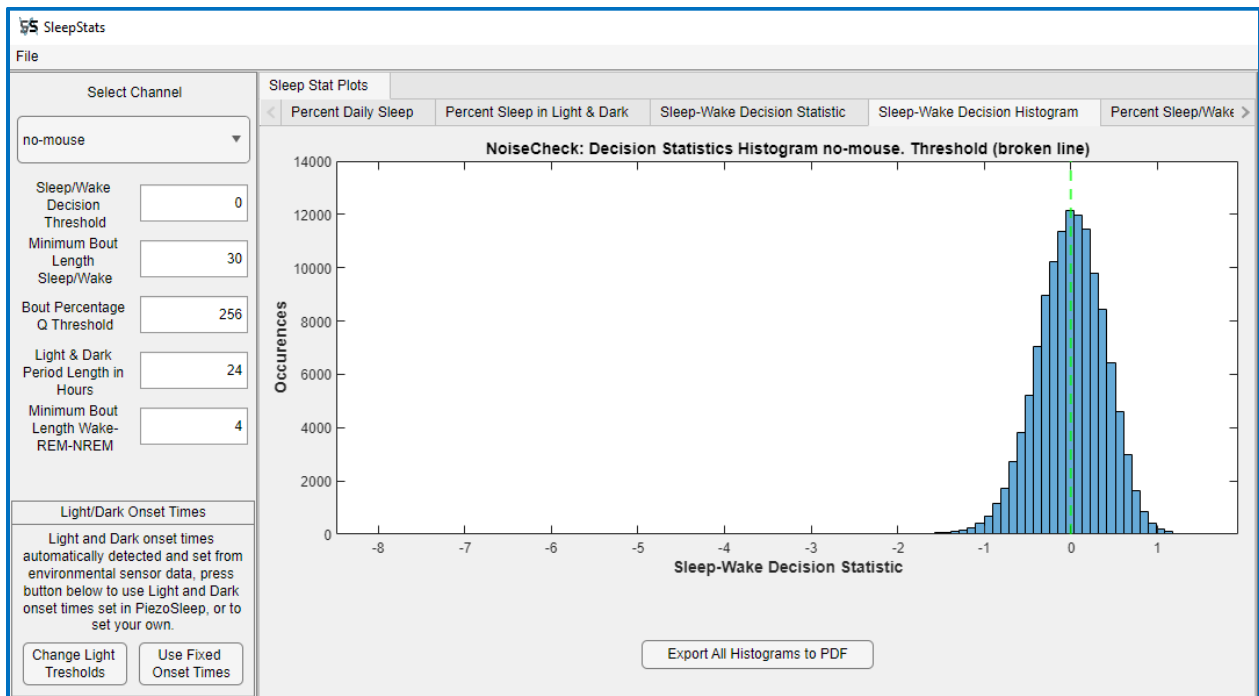 SleepStats
File
Select Channel
no-mouse
Sleep/Wake
Decision
Threshold
0
Minimum Bout
Length
Sleep/Wake
30
Bout Percentage
Q Threshold
256
Light & Dark
Period Length in
Hours
24
Minimum Bout
Length Wake-
REM-NREM
4
Light/Dark Onset Times
Light and Dark onset times
automatically detected and set from
environmental sensor data, press
button below to use Light and Dark
onset times set in PiezoSleep, or to
set your own.
Change Light
Tresholds
Use Fixed
Onset Times
Sleep Stat Plots
Percent Daily Sleep
Percent Sleep in Light & Dark
Sleep-Wake Decision Statistic
Sleep-Wake Decision Histogram
Percent Sleep/Wake
NoiseCheck: Decision Statistics Histogram no-mouse. Threshold (broken line)
14000
12000
10000
8000
6000
4000
2000
0
Occurences
-8 -7 -6 -5 -4 -3 -2 -1 0 1
Sleep-Wake Decision Statistic
Export All Histograms to PDF